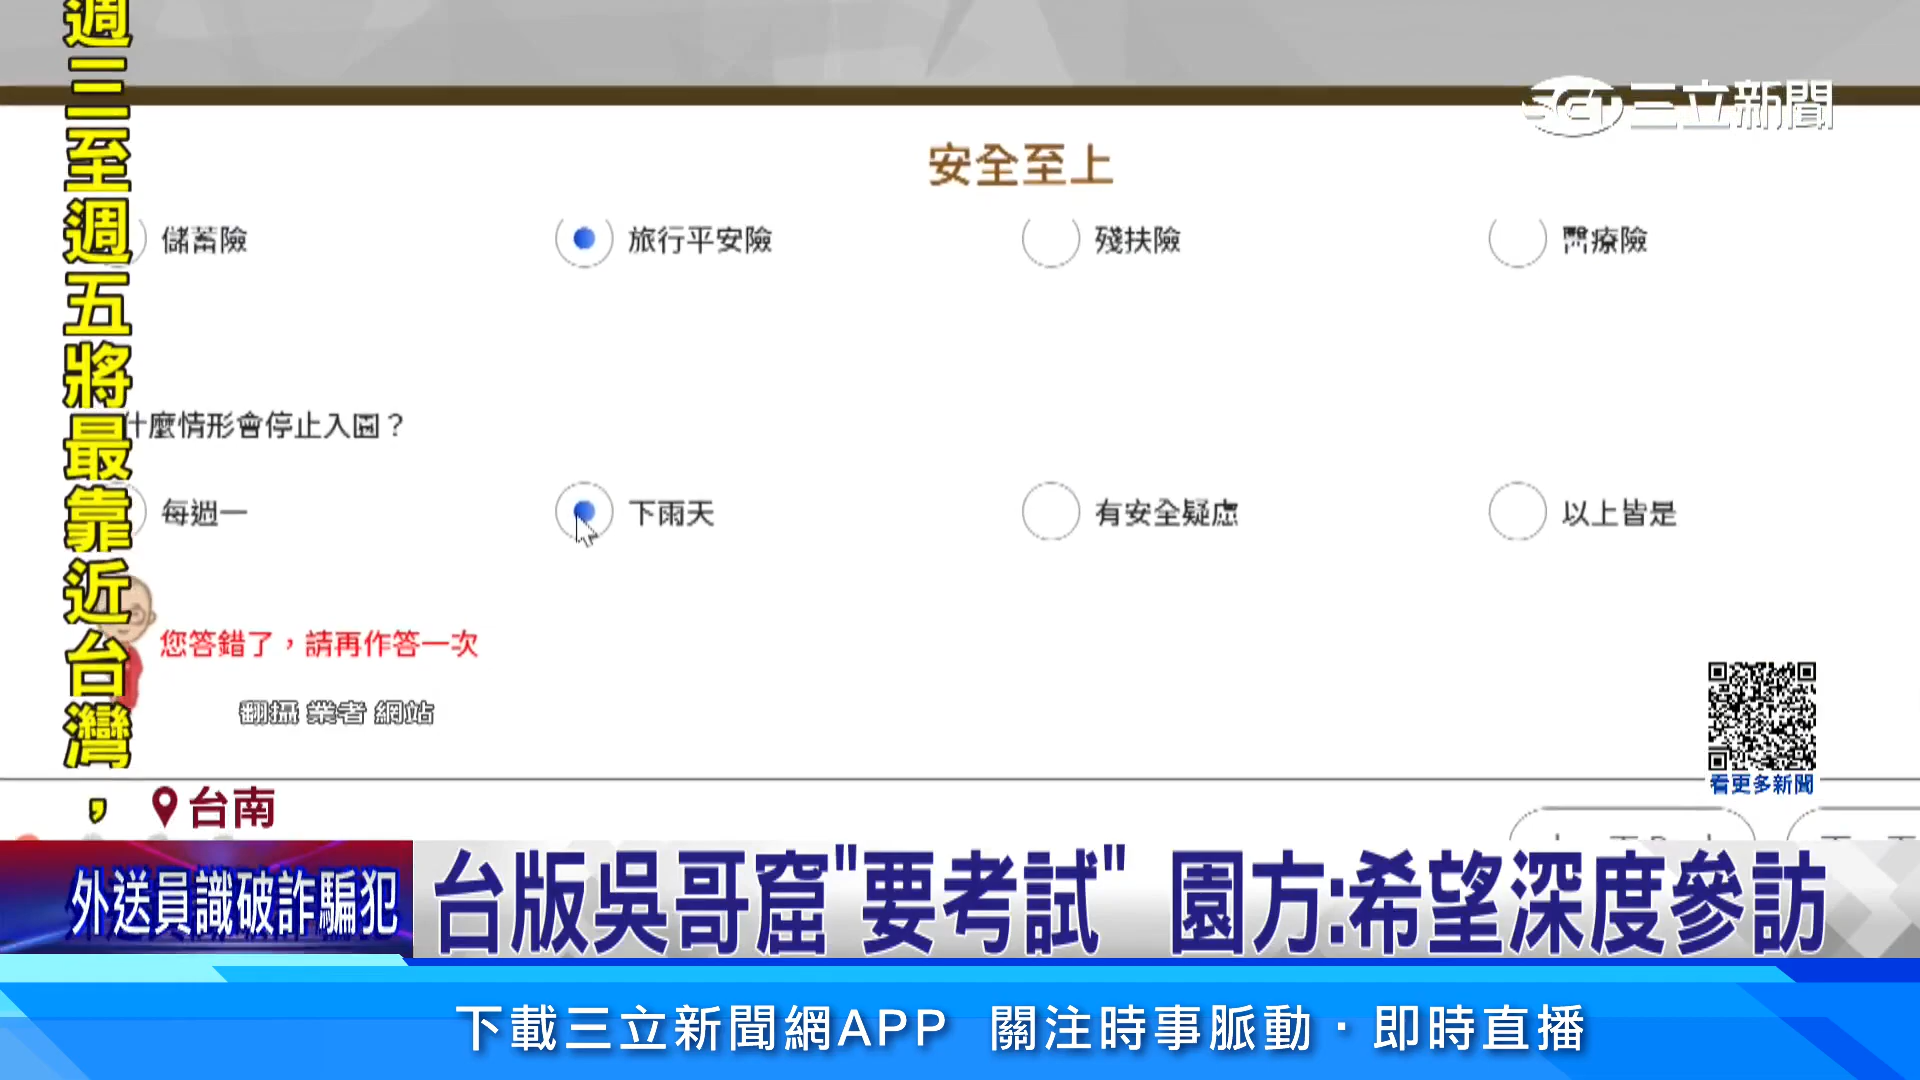 週三至週五將最靠近台灣，
SET 三立新聞
安全至上
儲蓄險
旅行平安險
殘扶險
醫療險
什麼情形會停止入園？
每週一
下雨天
有安全疑慮
以上皆是
您答錯了，請再作答一次
翻攝 業者 網站
看更多新聞
台南
外送員識破詐騙犯
台版吳哥窟"要考試" 園方:希望深度參訪
下載三立新聞網APP 關注時事脈動·即時直播